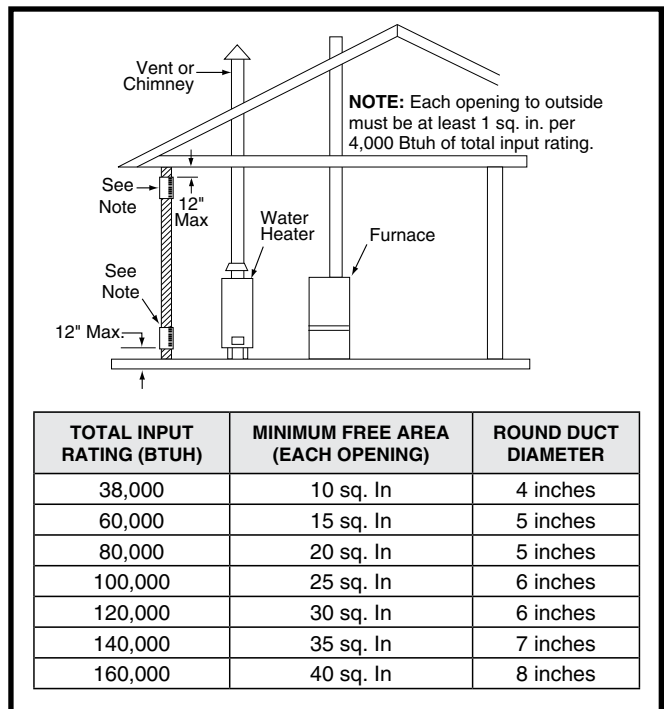 Vent or
Chimney
NOTE: Each opening to outside
must be at least 1 sq. in. per
4,000 Btuh of total input rating.
See
Note
12"
Max
Water
Heater
Furnace
See
Note
12" Max.
TOTAL INPUT RATING (BTUH) MINIMUM FREE AREA (EACH OPENING) ROUND DUCT DIAMETER
38,000 10 sq. In 4 inches
60,000 15 sq. In 5 inches
80,000 20 sq. In 5 inches
100,000 25 sq. In 6 inches
120,000 30 sq. In 6 inches
140,000 35 sq. In 7 inches
160,000 40 sq. In 8 inches